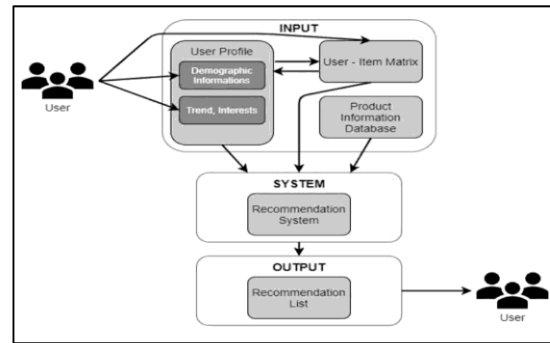 INPUT
User Profile
Demographic
Informations
Trend, Interests
User - Item Matrix
Product
Information
Database
User
SYSTEM
Recommendation
System
OUTPUT
Recommendation
List
User